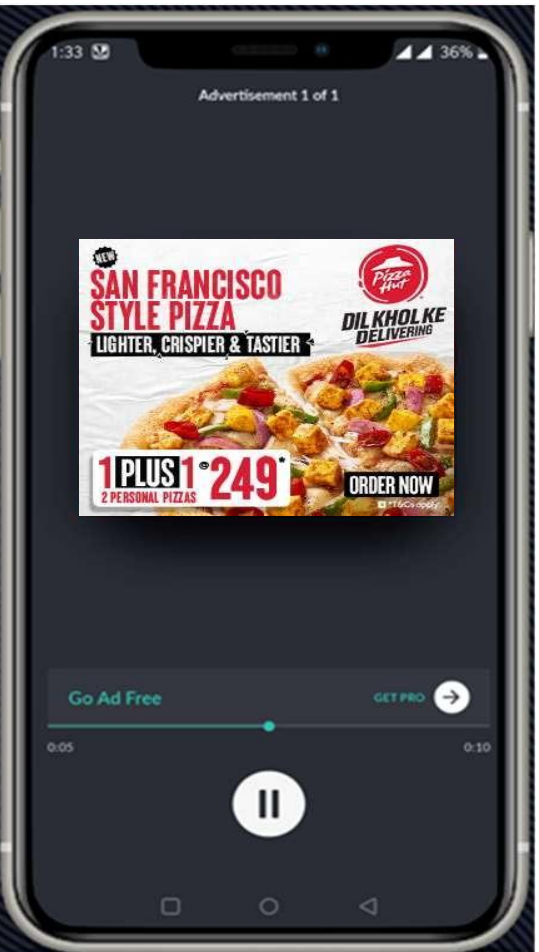 1:33
36%
Advertisement 1 of 1
NEW
SAN FRANCISCO
STYLE PIZZA
LIGHTER, CRISPIER & TASTIER
Pizza
Hut
DIL KHOL KE
DELIVERING
1 PLUS 1 @ 249*
2 PERSONAL PIZZAS
ORDER NOW
*T&Cs apply.
Go Ad Free
GET PRO
0:05
0:10